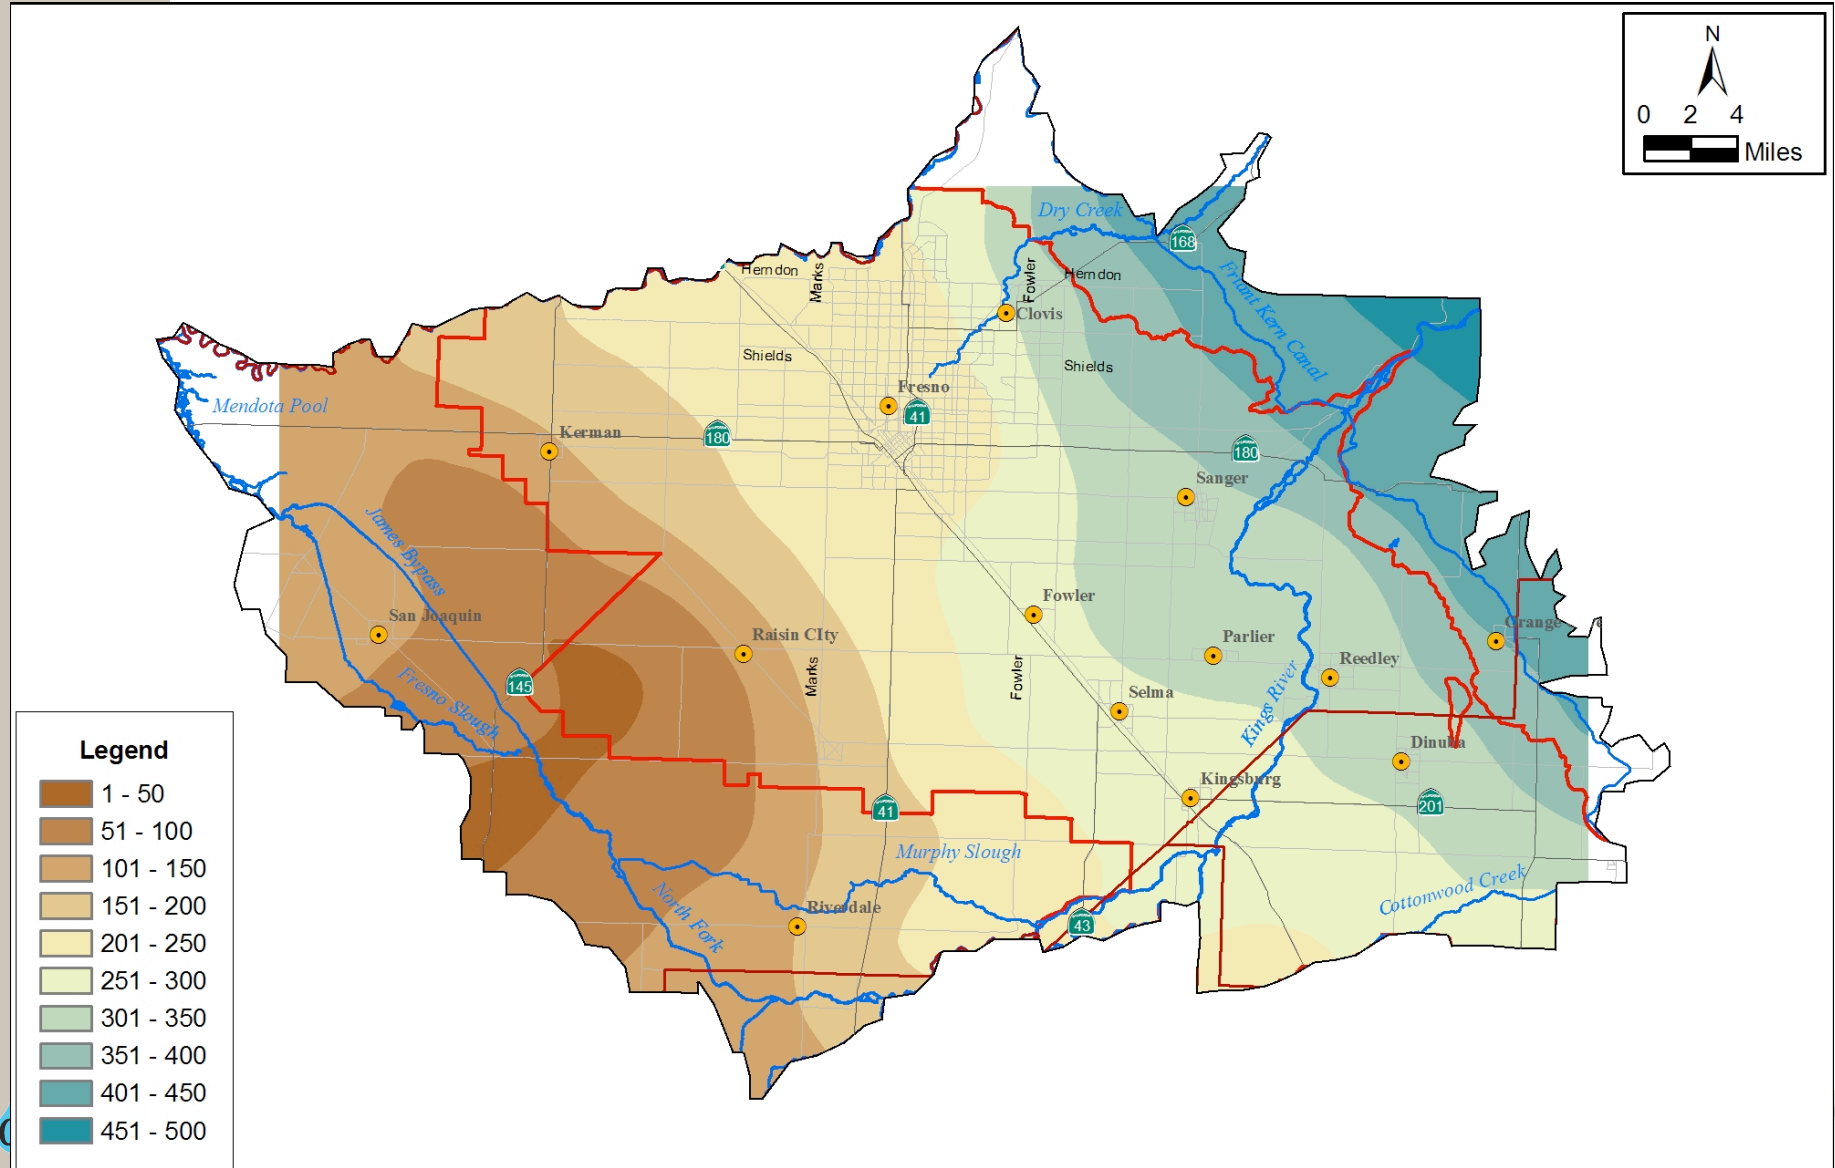 N
0 2 4
Miles
Dry Creek
168
Herndon
Marks
Fowler
Herndon
Friant Kern Canal
Clovis
Shields
Shields
Fresno
41
Mendota Pool
Kerman
180
180
Sanger
James Bypass
San Joaquin
Fowler
Raisin CIty
Parlier
Orange
Reedley
Marks
Fowler
145
Fresno Slough
Selma
Kings River
Dinuba
Kingsburg
201
41
Murphy Slough
North Fork
Riverdale
43
Cottonwood Creek
Legend
1 - 50
51 - 100
101 - 150
151 - 200
201 - 250
251 - 300
301 - 350
351 - 400
401 - 450
451 - 500